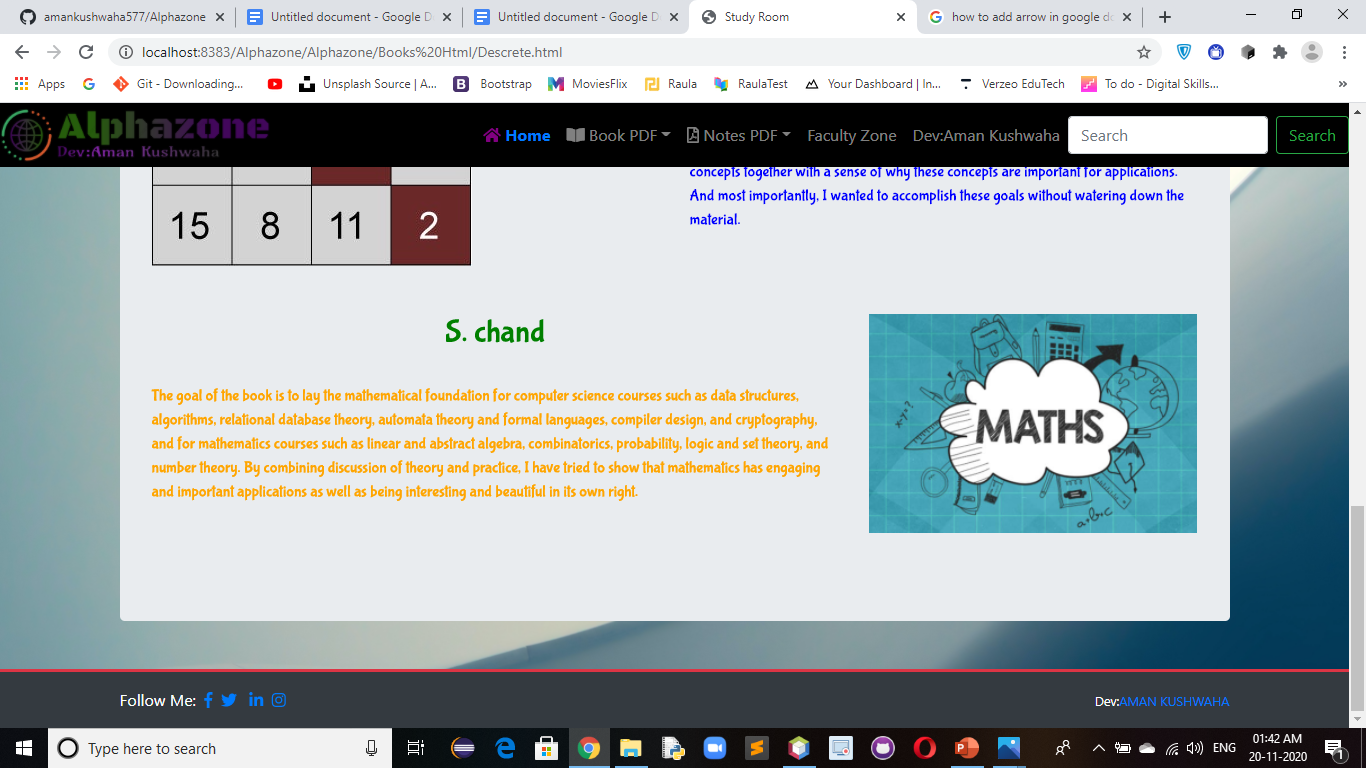 amankushwaha577/Alphazone
Untitled document - Google D
Untitled document - Google D
Study Room
how to add arrow in google do
localhost:8383/Alphazone/Alphazone/Books%20Html/Descrete.html
Apps
Git - Downloading...
Unsplash Source | A...
Bootstrap
MoviesFlix
Raula
RaulaTest
Your Dashboard | In...
Verzeo EduTech
To do - Digital Skills...
»
Alphazone
Dev:Aman Kushwaha
Home
Book PDF
Notes PDF
Faculty Zone
Dev:Aman Kushwaha
Search
Search
15 8 11 2
concepts together with a sense of why these concepts are important for applications.
And most importantly, I wanted to accomplish these goals without watering down the
material.
S. chand
The goal of the book is to lay the mathematical foundation for computer science courses such as data structures,
algorithms, relational database theory, automata theory and formal languages, compiler design, and cryptography,
and for mathematics courses such as linear and abstract algebra, combinatorics, probability, logic and set theory, and
number theory. By combining discussion of theory and practice, I have tried to show that mathematics has engaging
and important applications as well as being interesting and beautiful in its own right.
MATHS
a+b=c
Follow Me:
Dev:AMAN KUSHWAHA
Type here to search
ENG
01:42 AM
20-11-2020
1